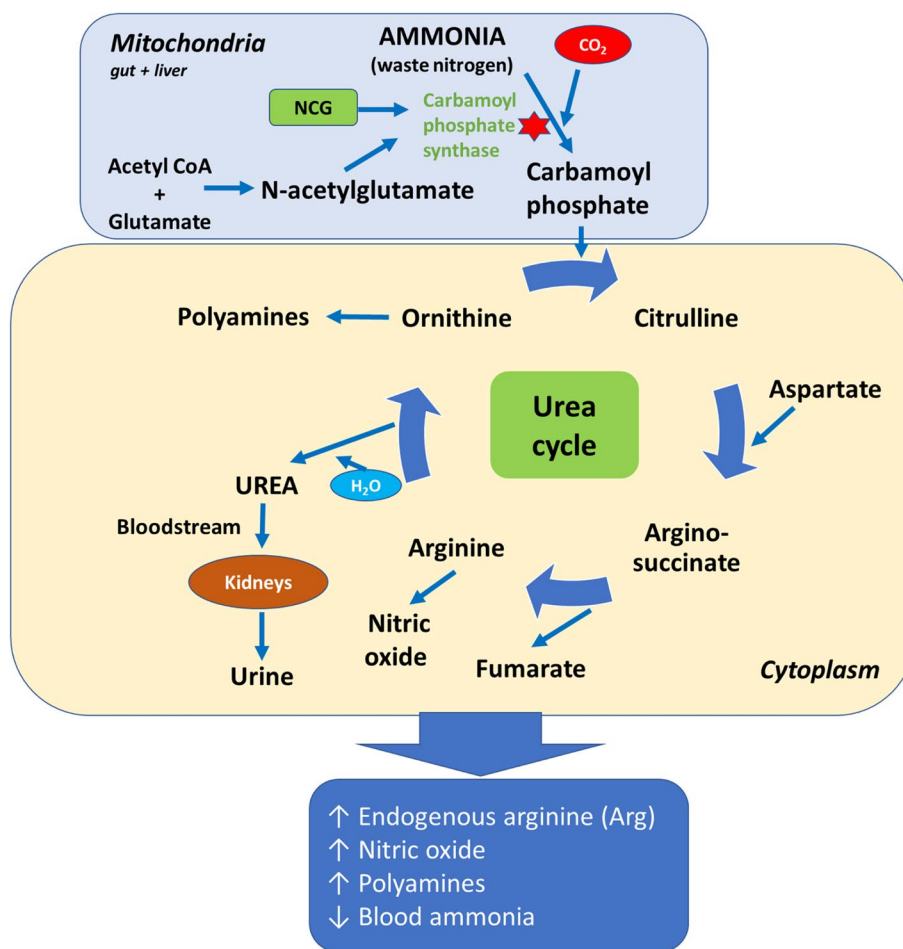 Mitochondria
gut + liver
AMMONIA
(waste nitrogen)
CO₂
NCG
Carbamoyl
phosphate
synthase
Acetyl CoA
+
Glutamate
N-acetylglutamate
Carbamoyl
phosphate
Polyamines
Ornithine
Citrulline
Urea
cycle
Aspartate
UREA
H₂O
Bloodstream
Kidneys
Urine
Arginine
Nitric
oxide
Argino-
succinate
Fumarate
Cytoplasm
↑ Endogenous arginine (Arg)
↑ Nitric oxide
↑ Polyamines
↓ Blood ammonia